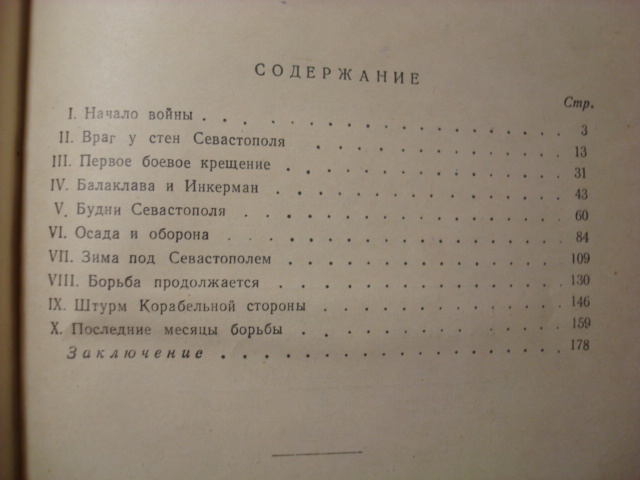 СОДЕРЖАНИЕ
Стр.
I. Начало войны . . . . . . . . . . . . . . . . 3
II. Враг у стен Севастополя . . . . . . . . . . . . 13
III. Первое боевое крещение . . . . . . . . . . . . . 31
IV. Балаклава и Инкерман . . . . . . . . . . . . . 43
V. Будни Севастополя . . . . . . . . . . . . . . 60
VI. Осада и оборона . . . . . . . . . . . . . . . 84
VII. Зима под Севастополем . . . . . . . . . . . . . 109
VIII. Борьба продолжается . . . . . . . . . . . . . 130
IX. Штурм Корабельной стороны . . . . . . . . . . . 146
X. Последние месяцы борьбы . . . . . . . . . . . . 159
Заключение . . . . . . . . . . . . . . . . 178